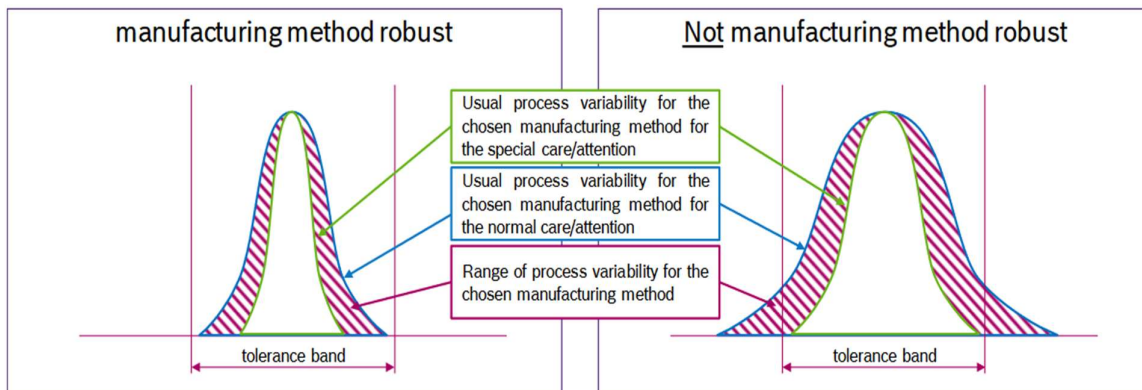 manufacturing method robust
Not manufacturing method robust
Usual process variability for the
chosen manufacturing method for
the special care/attention
Usual process variability for the
chosen manufacturing method for
the normal care/attention
Range of process variability for the
chosen manufacturing method
tolerance band
tolerance band